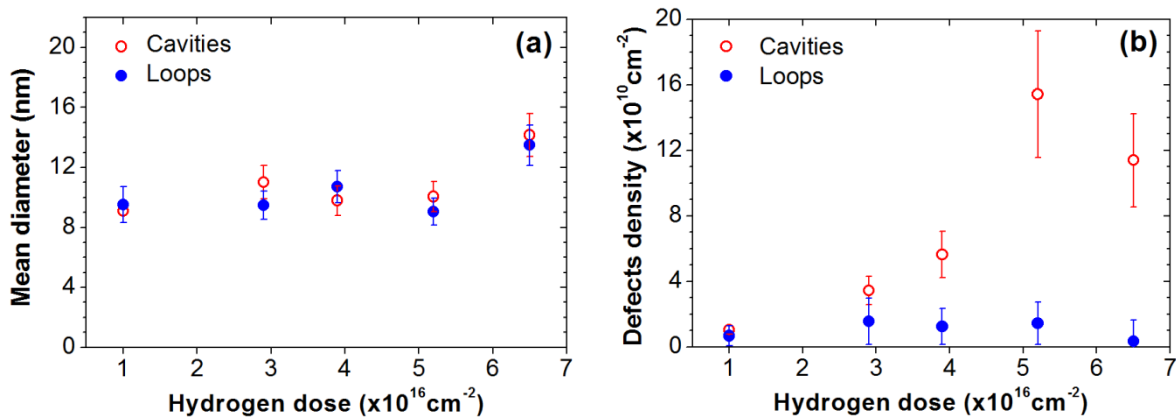 (a)
Cavities
Loops
20
16
12
8
4
0
Mean diameter (nm)
1 2 3 4 5 6 7
Hydrogen dose (x10¹⁶cm⁻²)
(b)
Cavities
Loops
20
16
12
8
4
0
Defects density (x10¹⁰cm⁻²)
1 2 3 4 5 6 7
Hydrogen dose (x10¹⁶cm⁻²)